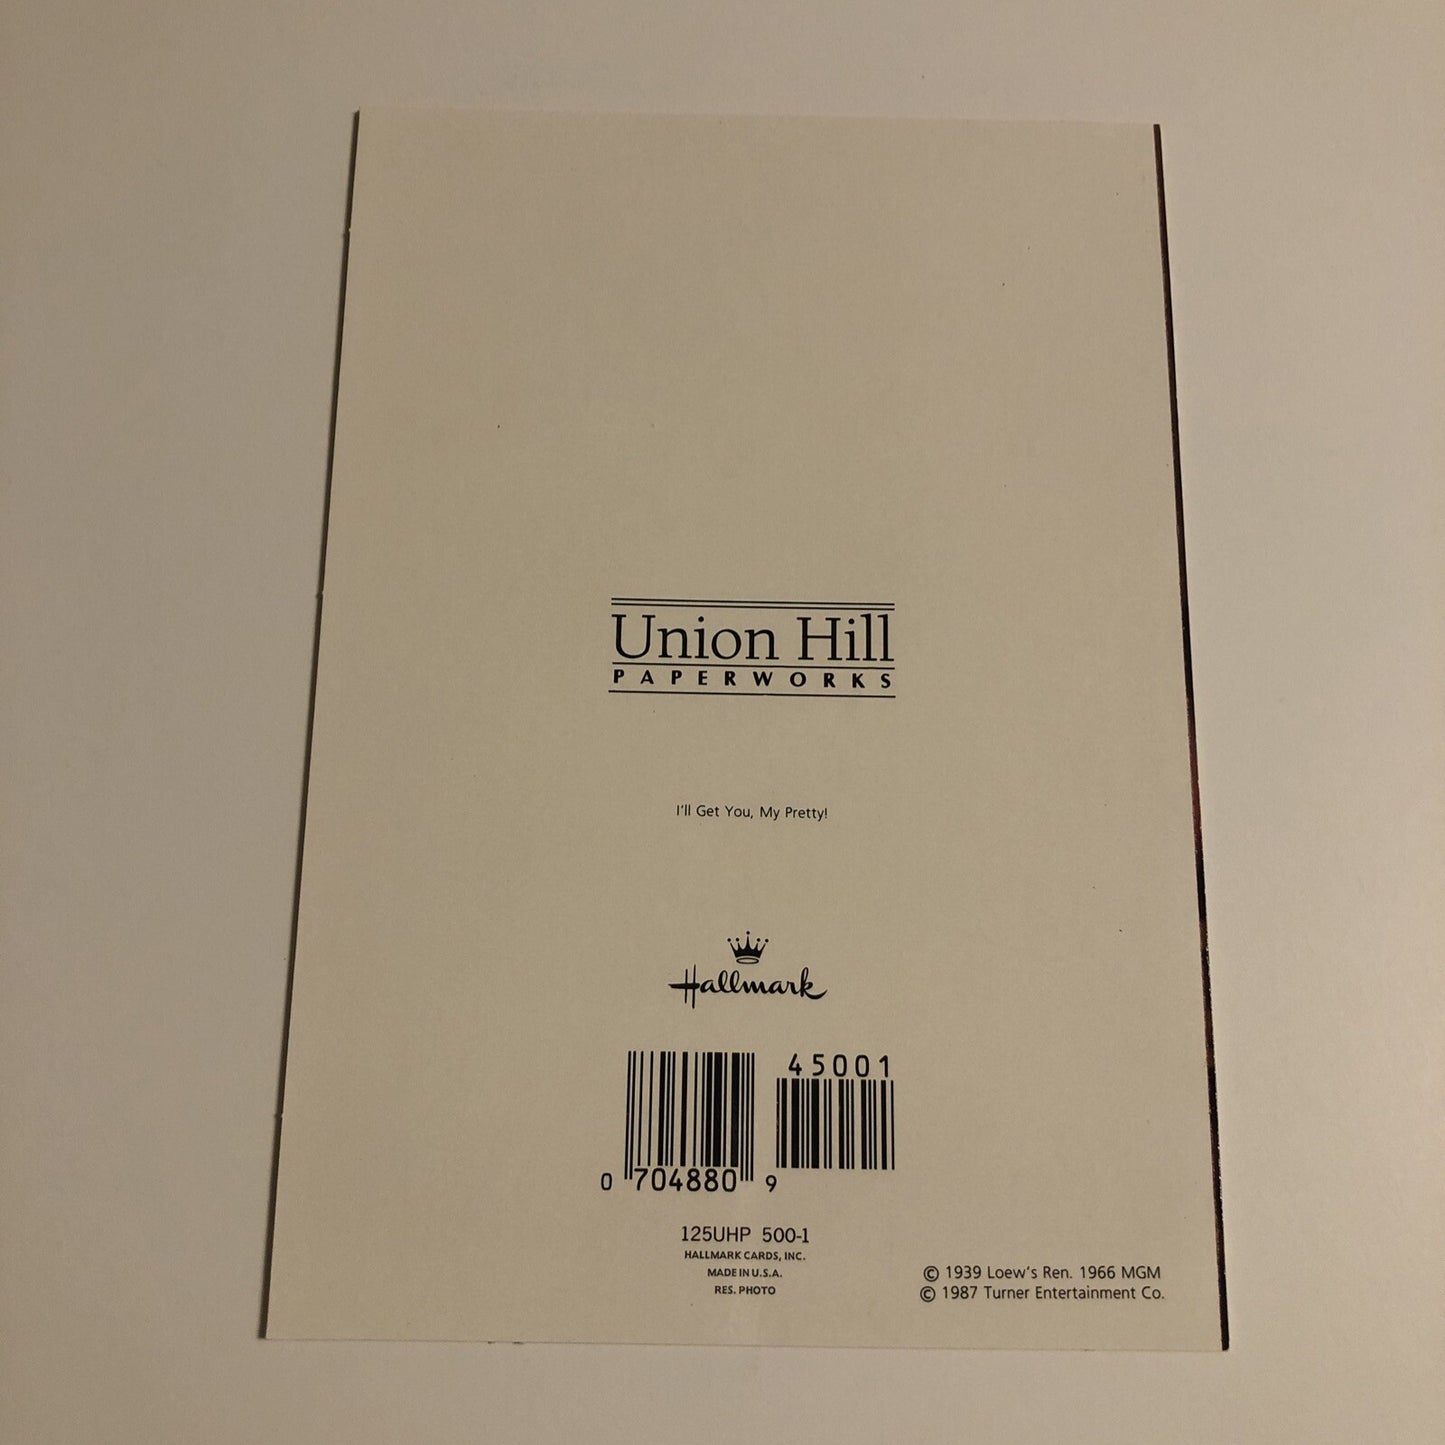 Union Hill
PAPERWORKS
I'll Get You, My Pretty!
Hallmark
45001
0 704880 9
125UHP 500-1
HALLMARK CARDS, INC.
MADE IN U.S.A.
RES. PHOTO
© 1939 Loew's Ren. 1966 MGM
© 1987 Turner Entertainment Co.